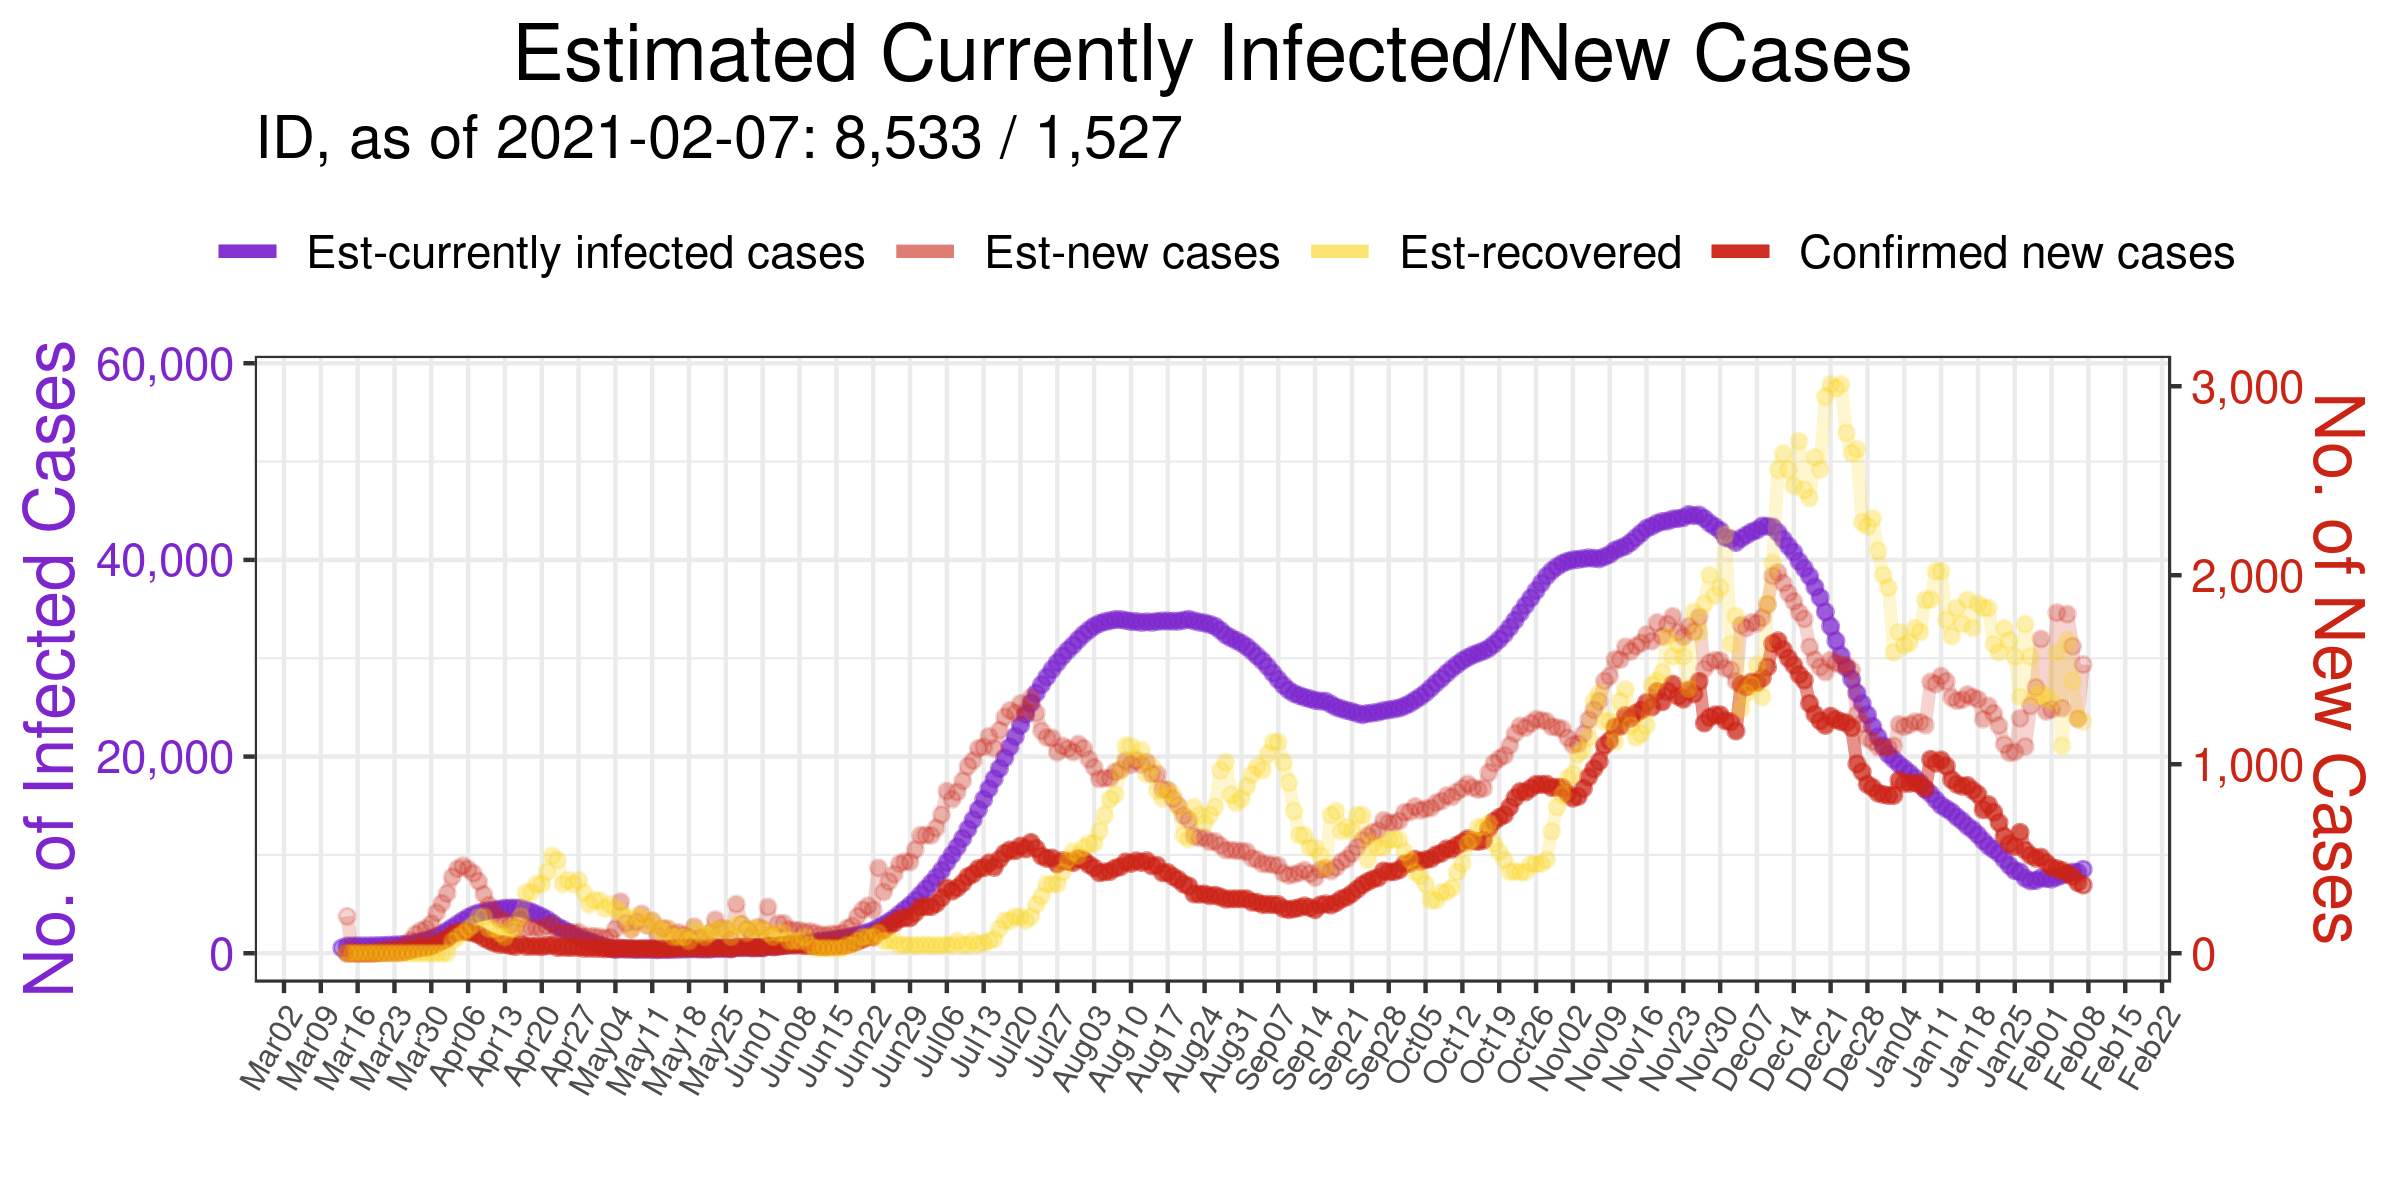 Estimated Currently Infected/New Cases
ID, as of 2021-02-07: 8,533 / 1,527
Est-currently infected cases
Est-new cases
Est-recovered
Confirmed new cases
No. of Infected Cases
60,000
40,000
20,000
0
3,000
2,000
1,000
0
No. of New Cases
Mar02
Mar09
Mar16
Mar23
Mar30
Apr06
Apr13
Apr20
Apr27
May04
May11
May18
May25
Jun01
Jun08
Jun15
Jun22
Jun29
Jul06
Jul13
Jul20
Jul27
Aug03
Aug10
Aug17
Aug24
Aug31
Sep07
Sep14
Sep21
Sep28
Oct05
Oct12
Oct19
Oct26
Nov02
Nov09
Nov16
Nov23
Nov30
Dec07
Dec14
Dec21
Dec28
Jan04
Jan11
Jan18
Jan25
Feb01
Feb08
Feb15
Feb22